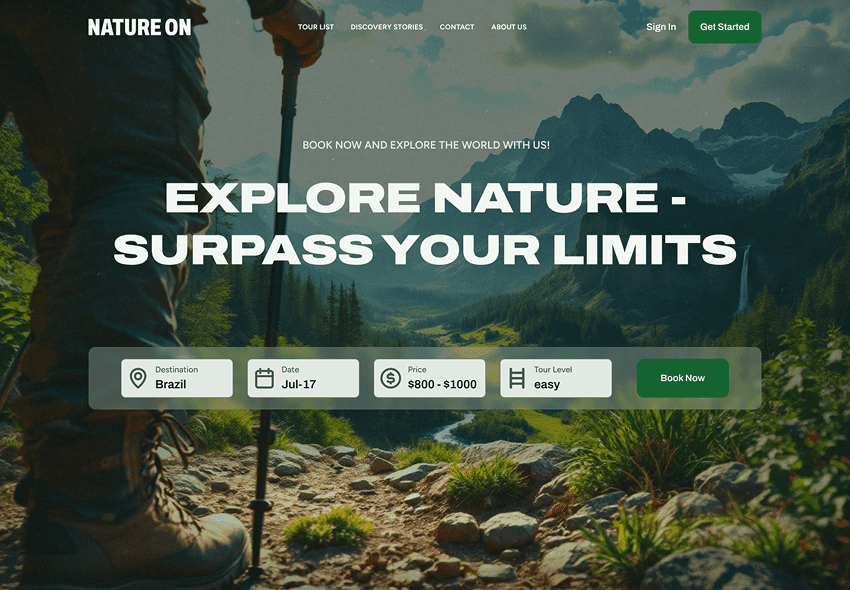 NATURE ON
TOUR LIST DISCOVERY STORIES CONTACT ABOUT US
Sign In
Get Started
BOOK NOW AND EXPLORE THE WORLD WITH US!
EXPLORE NATURE -
SURPASS YOUR LIMITS
Destination
Brazil
Date
Jul-17
Price
$800 - $1000
Tour Level
easy
Book Now